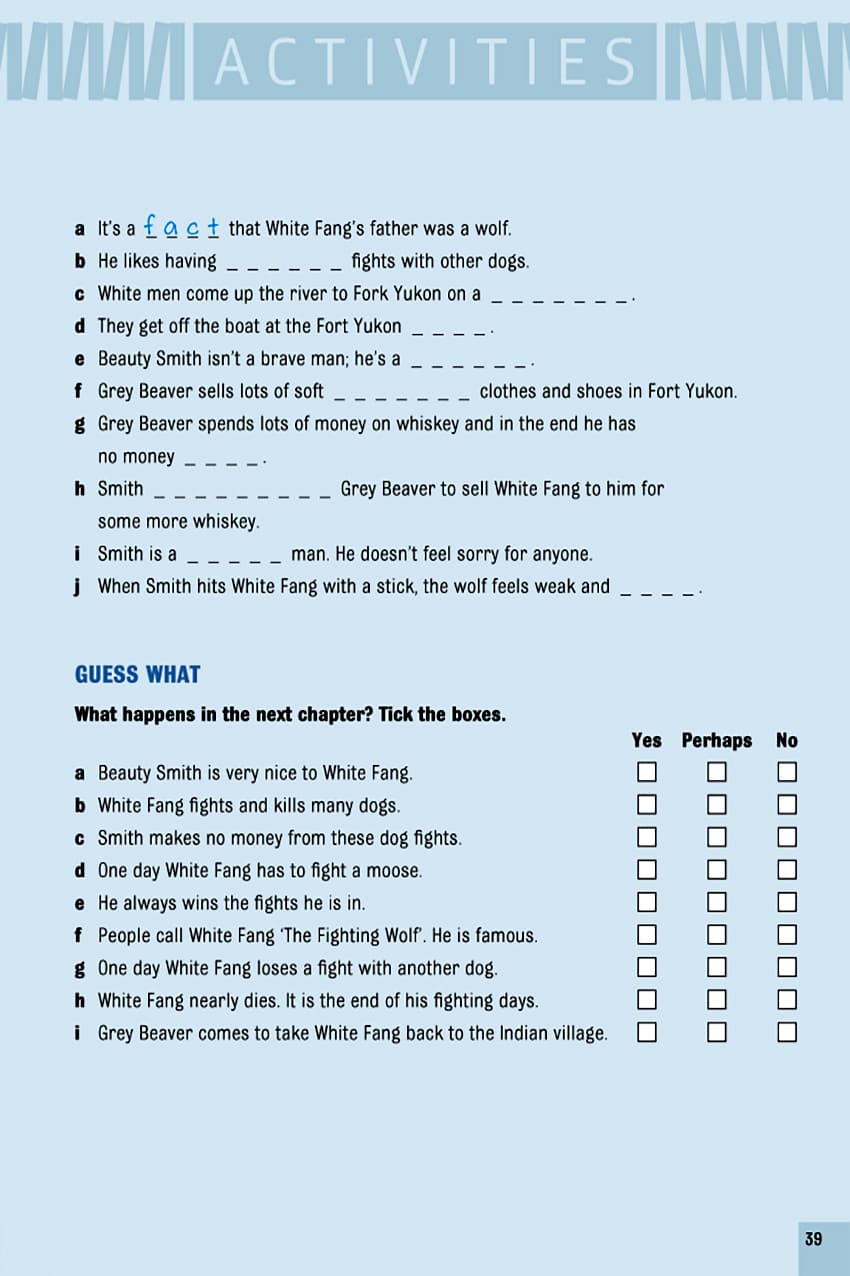 ACTIVITIES
a It's a f a c t that White Fang's father was a wolf.
b He likes having _ _ _ _ _ _ fights with other dogs.
c White men come up the river to Fork Yukon on a _ _ _ _ _ _ _ .
d They get off the boat at the Fort Yukon _ _ _ _ .
e Beauty Smith isn't a brave man; he's a _ _ _ _ _ _ .
f Grey Beaver sells lots of soft _ _ _ _ _ _ _ clothes and shoes in Fort Yukon.
g Grey Beaver spends lots of money on whiskey and in the end he has
no money _ _ _ _ .
h Smith _ _ _ _ _ _ _ _ _ Grey Beaver to sell White Fang to him for
some more whiskey.
i Smith is a _ _ _ _ _ man. He doesn't feel sorry for anyone.
j When Smith hits White Fang with a stick, the wolf feels weak and _ _ _ _ .
GUESS WHAT
What happens in the next chapter? Tick the boxes.
Yes Perhaps No
a Beauty Smith is very nice to White Fang.
b White Fang fights and kills many dogs.
c Smith makes no money from these dog fights.
d One day White Fang has to fight a moose.
e He always wins the fights he is in.
f People call White Fang 'The Fighting Wolf'. He is famous.
g One day White Fang loses a fight with another dog.
h White Fang nearly dies. It is the end of his fighting days.
i Grey Beaver comes to take White Fang back to the Indian village.
39